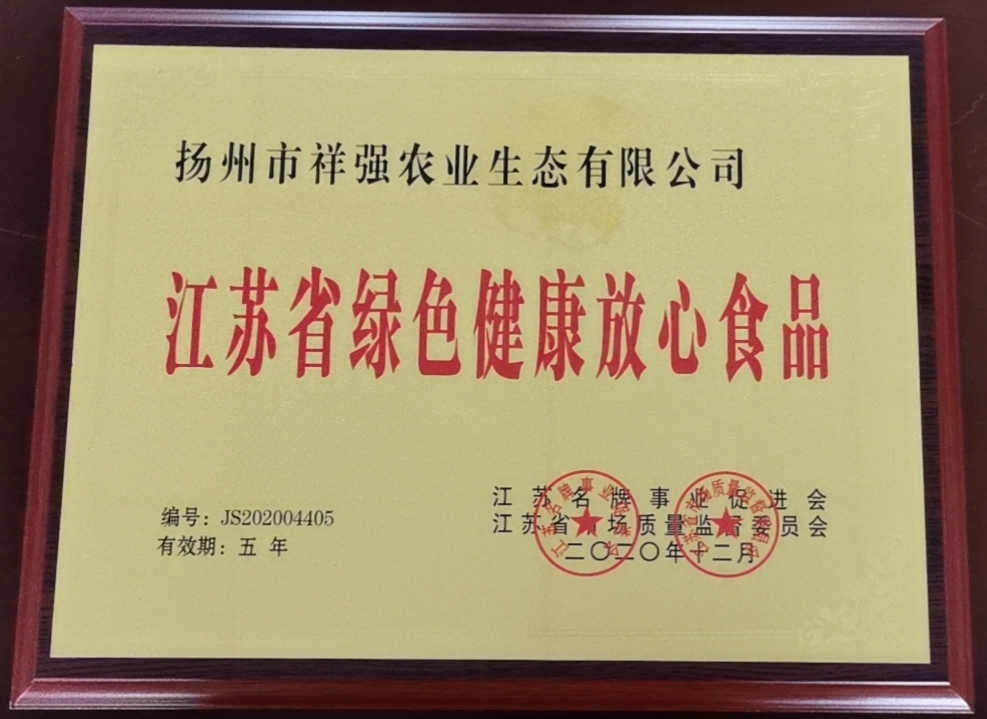 扬州市祥强农业生态有限公司
江苏省绿色健康放心食品
编号：JS202004405
有效期：五 年
江苏名牌事业促进会
江苏省市场质量监督委员会
二〇二〇年十二月